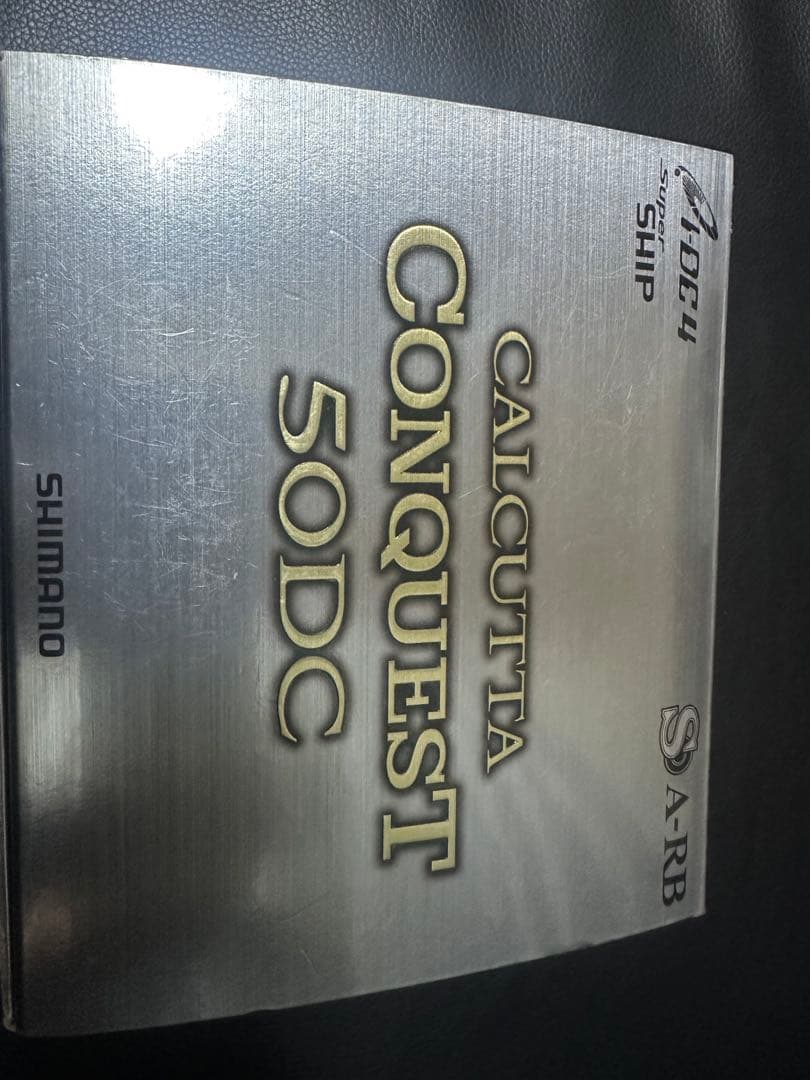 I-DC4
Super
SHIP
S A-RB
CALCUTTA
CONQUEST
50DC
SHIMANO